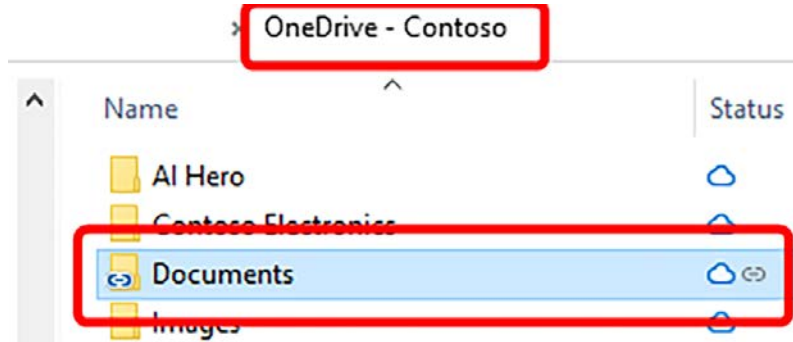 OneDrive - Contoso
Name Status
AI Hero
Contoso Electronics
Documents
Images